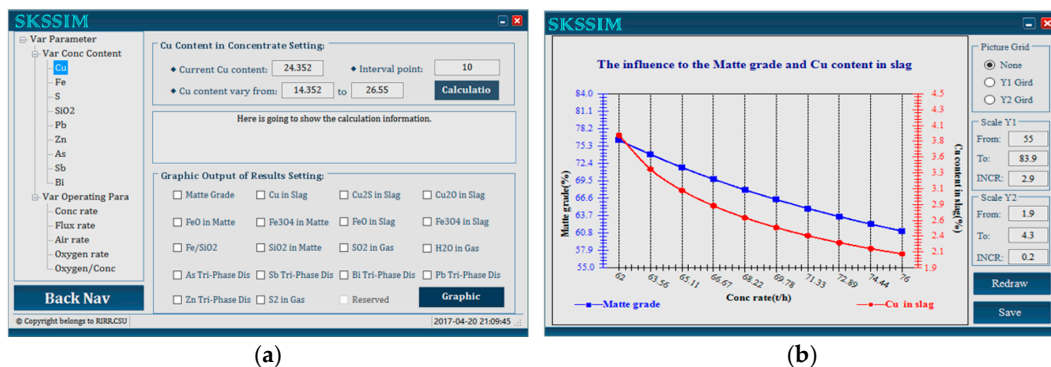 SKSSIM
Var Parameter
Var Conc Content
Cu
Fe
S
SiO2
Pb
Zn
As
Sb
Bi
Var Operating Para
Conc rate
Flux rate
Air rate
Oxygen rate
Oxygen/Conc
Back Nav
Cu Content in Concentrate Setting:
◆ Current Cu content: 24.352 ◆ Interval point: 10
◆ Cu content vary from: 14.352 to 26.55 Calculatio
Here is going to show the calculation information.
Graphic Output of Results Setting:
Matte Grade Cu in Slag Cu2S in Slag Cu2O in Slag
FeO in Matte Fe3O4 in Matte FeO in Slag Fe3O4 in Slag
Fe/SiO2 SiO2 in Matte SO2 in Gas H2O in Gas
As Tri-Phase Dis Sb Tri-Phase Dis Bi Tri-Phase Dis Pb Tri-Phase Dis
Zn Tri-Phase Dis S2 in Gas Reserved Graphic
© Copyright belongs to RIRR.CSU 2017-04-20 21:09:45
(a)
SKSSIM
The influence to the Matte grade and Cu content in slag
Matte grade(%)
84.0
81.1
78.2
75.3
72.4
69.5
66.6
63.7
60.8
57.9
55.0
4.5
4.3
4.1
3.8
3.6
3.3
3.1
2.9
2.6
2.4
2.1
1.9
Cu content in slag(%)
62 63.56 65.11 66.67 68.22 69.78 71.33 72.89 74.44 76
Conc rate(t/h)
Matte grade Cu in slag
Picture Grid
None
Y1 Gird
Y2 Gird
Scale Y1
From: 55
To: 83.9
INCR: 2.9
Scale Y2
From: 1.9
To: 4.3
INCR: 0.2
Redraw
Save
(b)